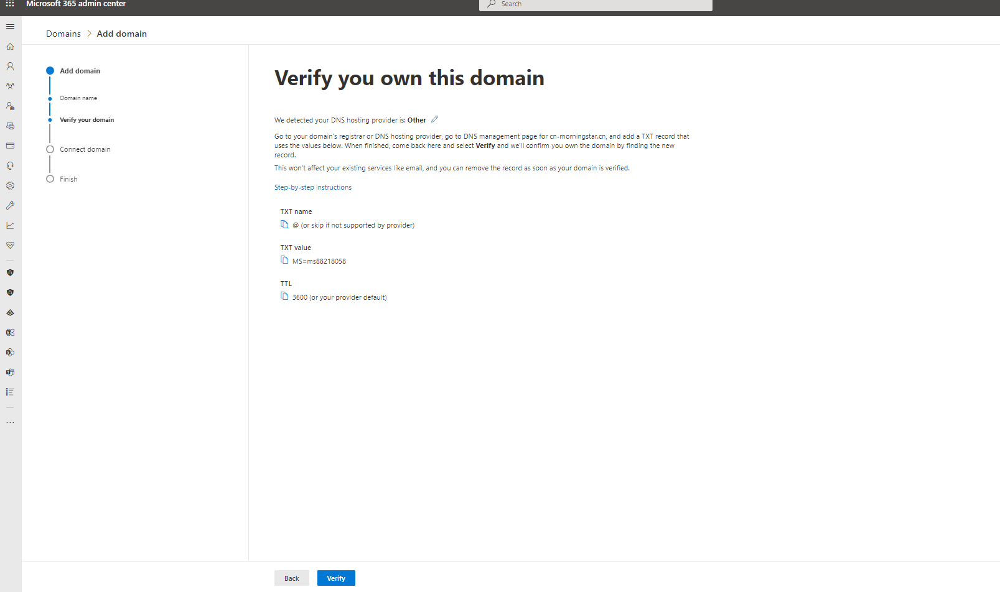 Microsoft 365 admin center
Search
Domains > Add domain
Add domain
Domain name
Verify your domain
Connect domain
Finish
Verify you own this domain
We detected your DNS hosting provider is: Other
Go to your domain's registrar or DNS hosting provider, go to DNS management page for cn-morningstar.cn, and add a TXT record that
uses the values below. When finished, come back here and select Verify and we'll confirm you own the domain by finding the new
record.
This won't affect your existing services like email, and you can remove the record as soon as your domain is verified.
Step-by-step instructions
TXT name
@ (or skip if not supported by provider)
TXT value
MS=ms88218058
TTL
3600 (or your provider default)
Back
Verify